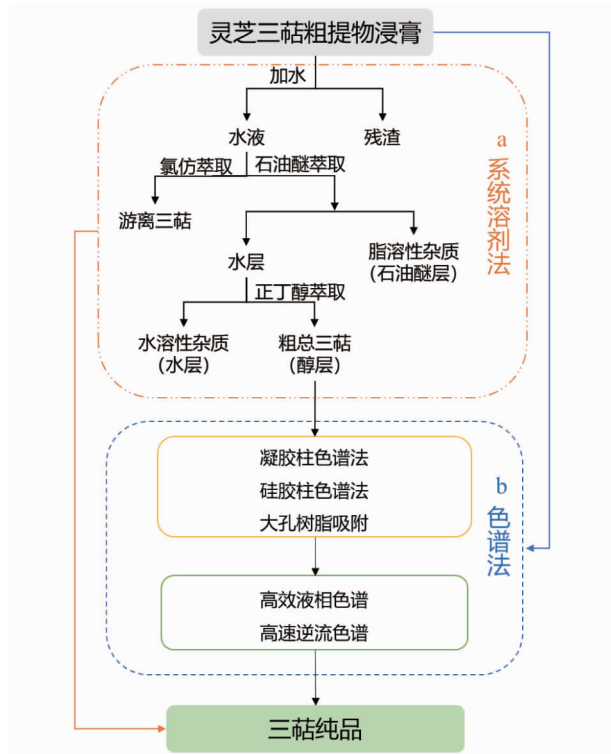 灵芝三萜粗提物浸膏
加水
水液
残渣
氯仿萃取
石油醚萃取
游离三萜
水层
脂溶性杂质
(石油醚层)
正丁醇萃取
水溶性杂质
(水层)
粗总三萜
(醇层)
a
系统溶剂法
凝胶柱色谱法
硅胶柱色谱法
大孔树脂吸附
b
色谱法
高效液相色谱
高速逆流色谱
三萜纯品